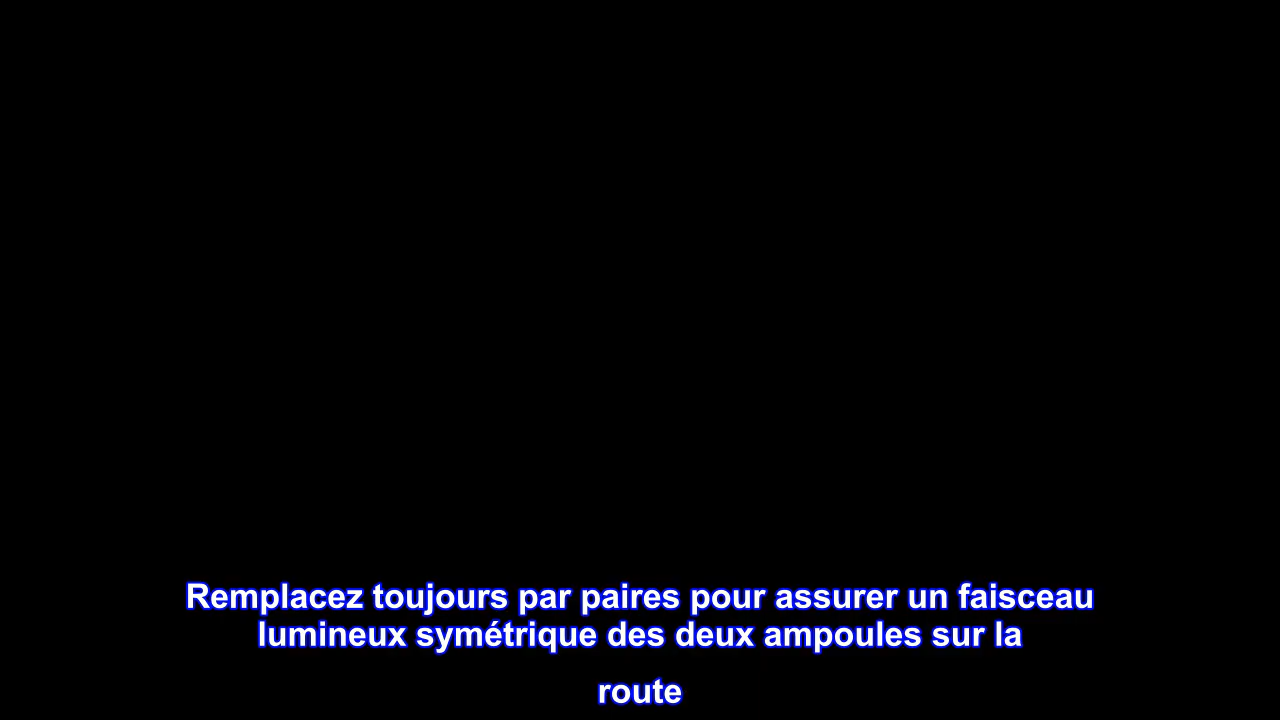 Remplacez toujours par paires pour assurer un faisceau
lumineux symétrique des deux ampoules sur la
route